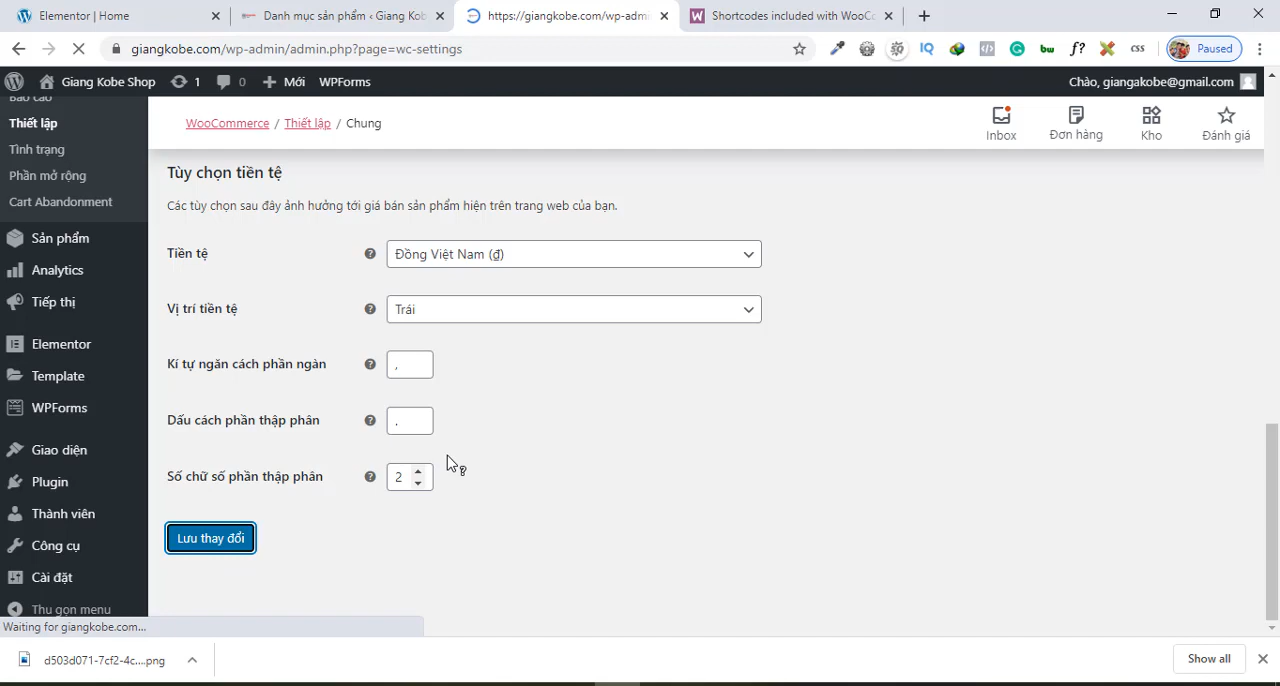 Elementor | Home
Danh mục sản phẩm ‹ Giang Kob
https://giangkobe.com/wp-adm
Shortcodes included with WooCo
giangkobe.com/wp-admin/admin.php?page=wc-settings
IQ
bw
f?
css
Paused
Giang Kobe Shop
1
0
Mới
WPForms
Chào, giangakobe@gmail.com
Báo cáo
Thiết lập
Tình trạng
Phần mở rộng
Cart Abandonment
Sản phẩm
Analytics
Tiếp thị
Elementor
Template
WPForms
Giao diện
Plugin
Thành viên
Công cụ
Cài đặt
Thu gọn menu
WooCommerce / Thiết lập / Chung
Inbox
Đơn hàng
Kho
Đánh giá
Tùy chọn tiền tệ
Các tùy chọn sau đây ảnh hưởng tới giá bán sản phẩm hiện trên trang web của bạn.
Tiền tệ
Đồng Việt Nam (₫)
Vị trí tiền tệ
Trái
Kí tự ngăn cách phần ngàn
,
Dấu cách phần thập phân
.
Số chữ số phần thập phân
2
Lưu thay đổi
Waiting for giangkobe.com...
d503d071-7cf2-4c....png
Show all